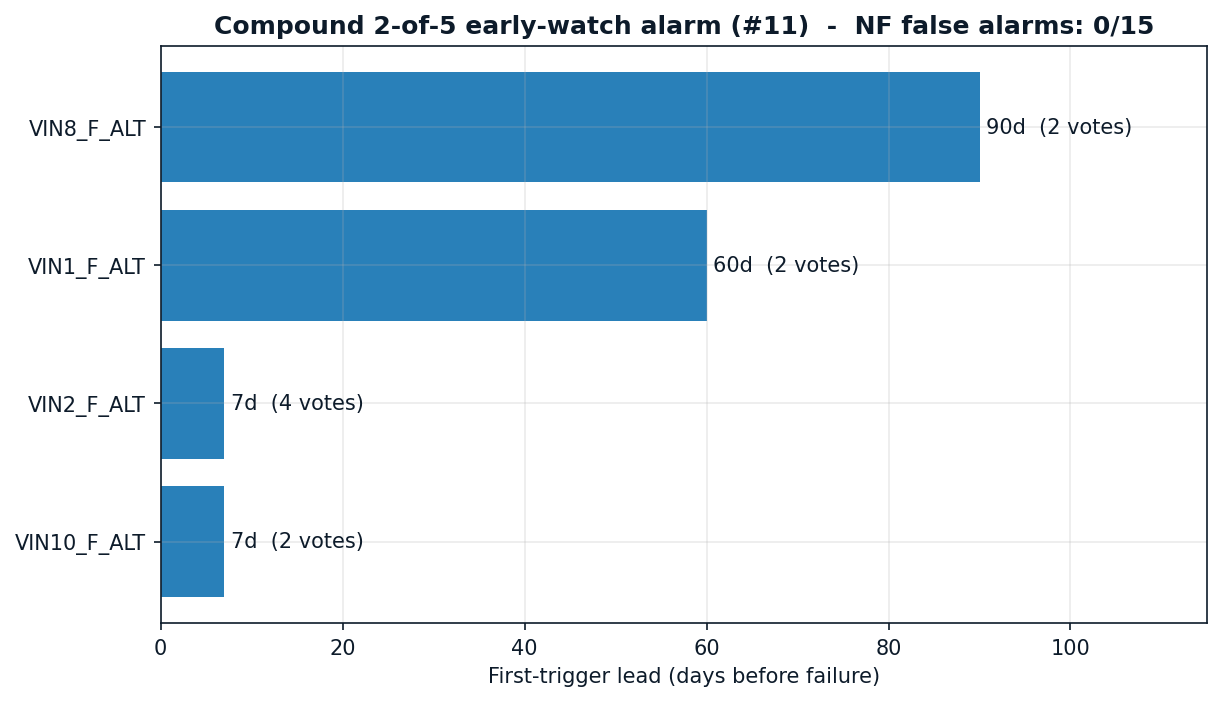 Compound 2-of-5 early-watch alarm (#11)  -  NF false alarms: 0/15
VIN8_F_ALT
90d  (2 votes)
VIN1_F_ALT
60d  (2 votes)
VIN2_F_ALT
7d  (4 votes)
VIN10_F_ALT
7d  (2 votes)
0 20 40 60 80 100
First-trigger lead (days before failure)